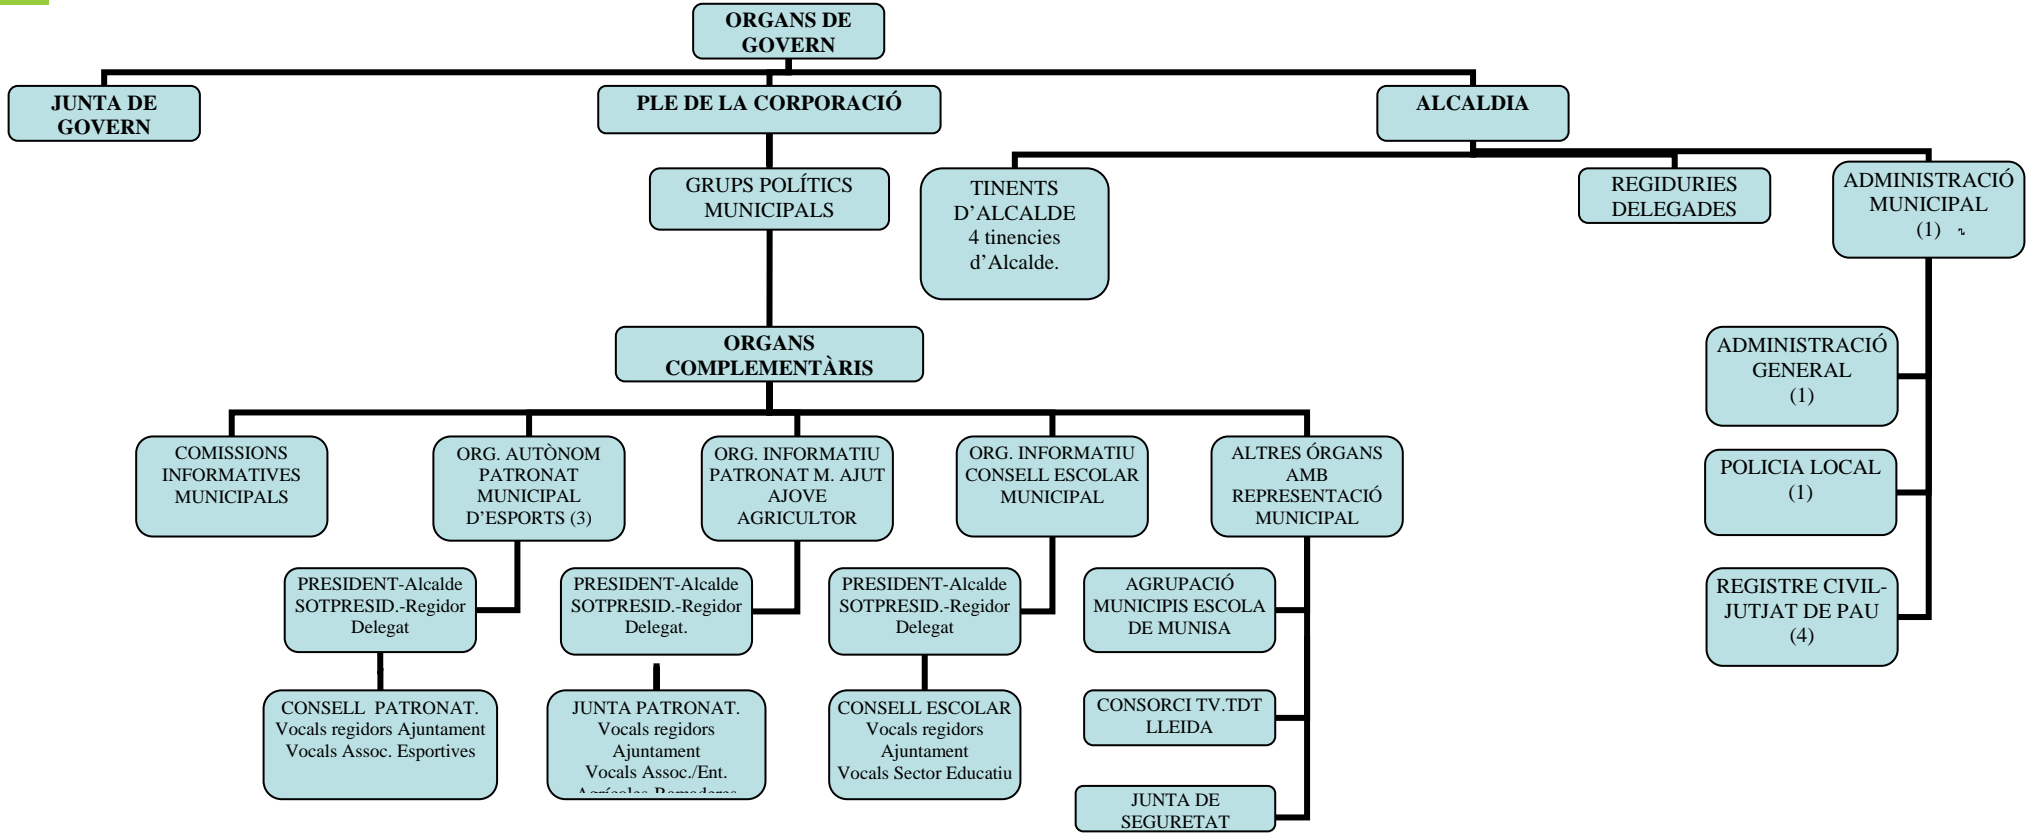 ORGANS DE
GOVERN
JUNTA DE
GOVERN
PLE DE LA CORPORACIÓ
ALCALDIA
GRUPS POLÍTICS
MUNICIPALS
TINENTS
D’ALCALDE
4 tinencies
d’Alcalde.
REGIDURIES
DELEGADES
ADMINISTRACIÓ
MUNICIPAL
(1)
ORGANS
COMPLEMENTÀRIS
ADMINISTRACIÓ
GENERAL
(1)
POLICIA LOCAL
(1)
REGISTRE CIVIL-
JUTJAT DE PAU
(4)
COMISSIONS
INFORMATIVES
MUNICIPALS
ORG. AUTÒNOM
PATRONAT
MUNICIPAL
D’ESPORTS (3)
ORG. INFORMATIU
PATRONAT M. AJUT
AJOVE
AGRICULTOR
ORG. INFORMATIU
CONSELL ESCOLAR
MUNICIPAL
ALTRES ÓRGANS
AMB
REPRESENTACIÓ
MUNICIPAL
PRESIDENT-Alcalde
SOTPRESID.-Regidor
Delegat
PRESIDENT-Alcalde
SOTPRESID.-Regidor
Delegat.
PRESIDENT-Alcalde
SOTPRESID.-Regidor
Delegat
AGRUPACIÓ
MUNICIPIS ESCOLA
DE MUNISA
CONSELL PATRONAT.
Vocals regidors Ajuntament
Vocals Assoc. Esportives
JUNTA PATRONAT.
Vocals regidors
Ajuntament
Vocals Assoc./Ent.
Agrícoles Ramaderes
CONSELL ESCOLAR
Vocals regidors
Ajuntament
Vocals Sector Educatiu
CONSORCI TV.TDT
LLEIDA
JUNTA DE
SEGURETAT